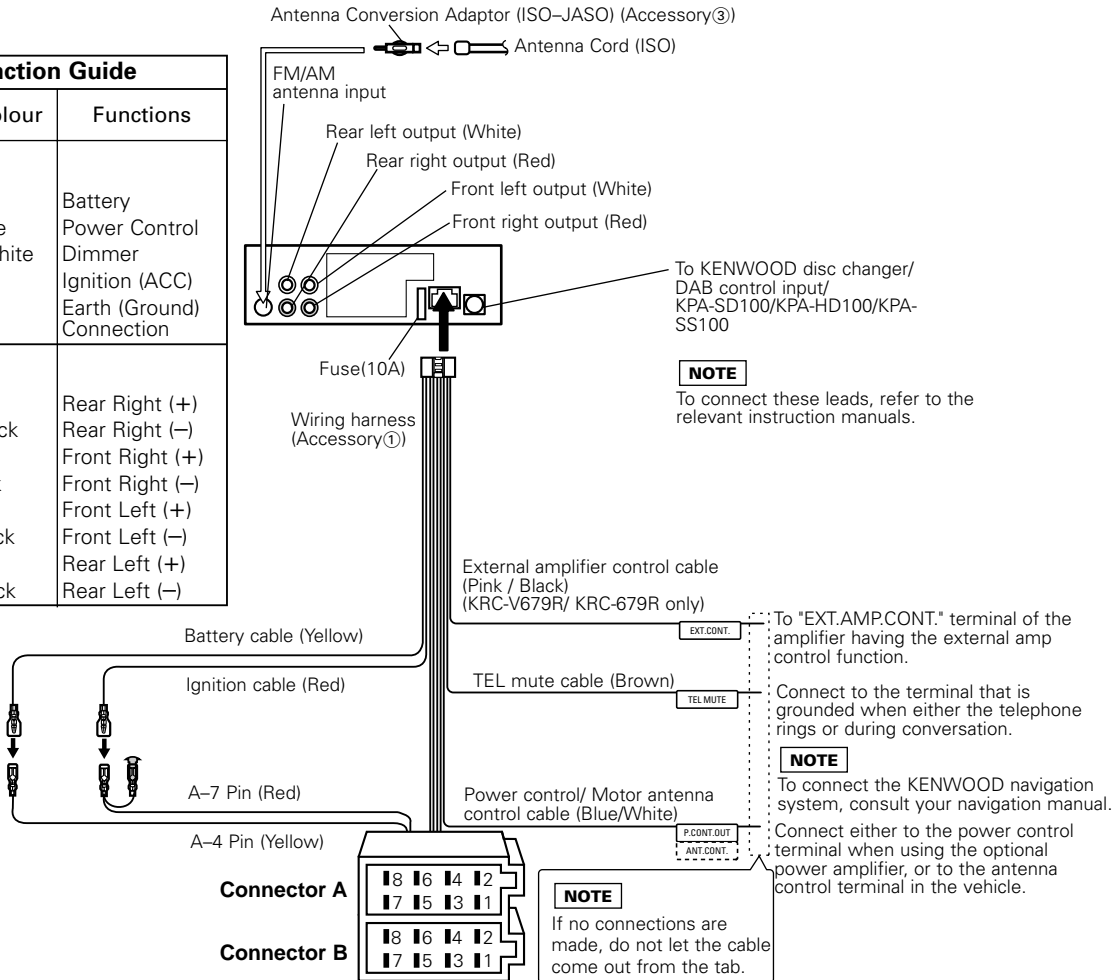 Antenna Conversion Adaptor (ISO–JASO) (Accessory③)
Antenna Cord (ISO)
FM/AM
antenna input
Rear left output (White)
Rear right output (Red)
Front left output (White)
Front right output (Red)
To KENWOOD disc changer/
DAB control input/
KPA-SD100/KPA-HD100/KPA-
SS100
NOTE
To connect these leads, refer to the
relevant instruction manuals.
Fuse(10A)
Wiring harness
(Accessory①)
Guide
Functions
Battery
Power Control
Dimmer
Ignition (ACC)
Earth (Ground)
Connection
Rear Right (+)
Rear Right (–)
Front Right (+)
Front Right (–)
Front Left (+)
Front Left (–)
Rear Left (+)
Rear Left (–)
External amplifier control cable
(Pink / Black)
(KRC-V679R/ KRC-679R only)
EXT.CONT.
To "EXT.AMP.CONT." terminal of the
amplifier having the external amp
control function.
Battery cable (Yellow)
Ignition cable (Red)
TEL mute cable (Brown)
TEL MUTE
Connect to the terminal that is
grounded when either the telephone
rings or during conversation.
NOTE
To connect the KENWOOD navigation
system, consult your navigation manual.
A–7 Pin (Red)
A–4 Pin (Yellow)
Power control/ Motor antenna
control cable (Blue/White)
P.CONT.OUT
ANT.CONT.
Connect either to the power control
terminal when using the optional
power amplifier, or to the antenna
control terminal in the vehicle.
Connector A
8 6 4 2
7 5 3 1
Connector B
8 6 4 2
7 5 3 1
NOTE
If no connections are
made, do not let the cable
come out from the tab.